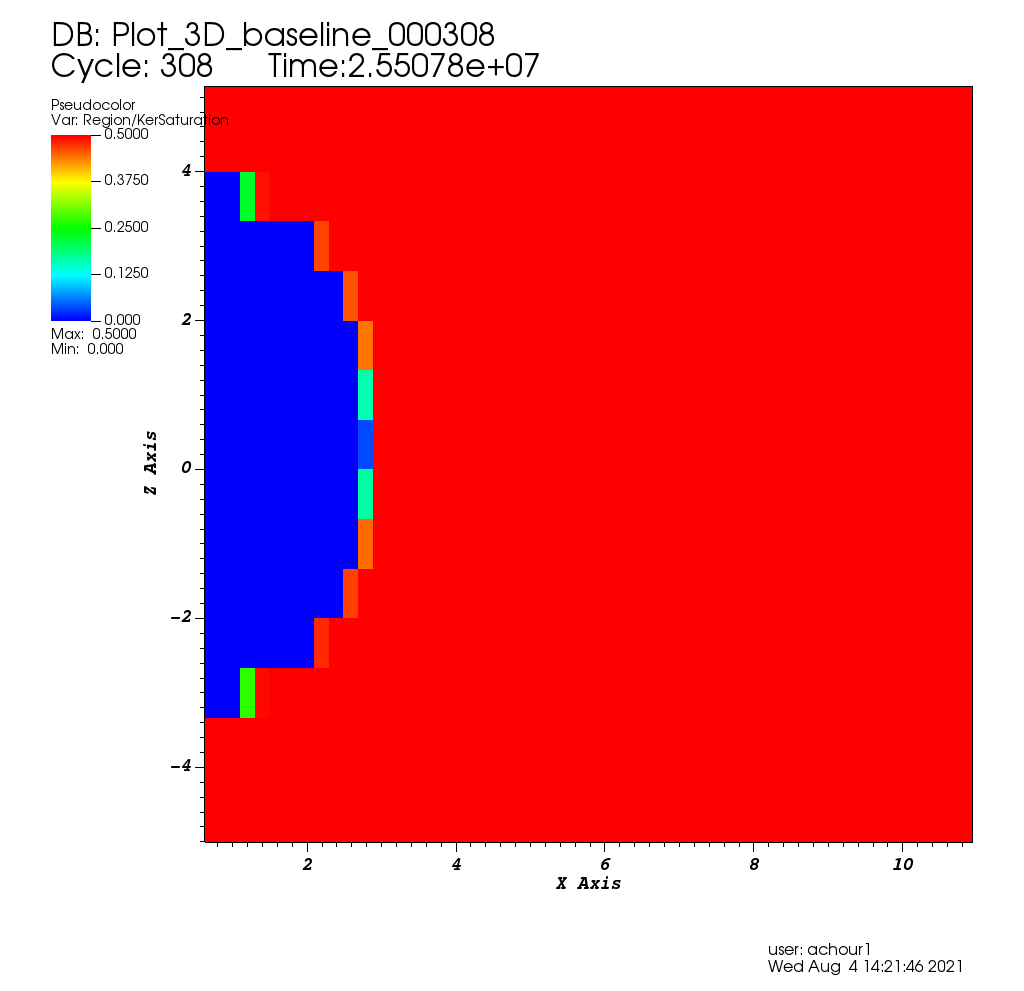 DB: Plot_3D_baseline_000308
Cycle: 308 Time:2.55078e+07
Pseudocolor
Var: Region/KerSaturation
0.5000
0.3750
0.2500
0.1250
0.000
Max: 0.5000
Min: 0.000
4
2
0
-2
-4
Z Axis
2 4 6 8 10
X Axis
user: achour1
Wed Aug 4 14:21:46 2021